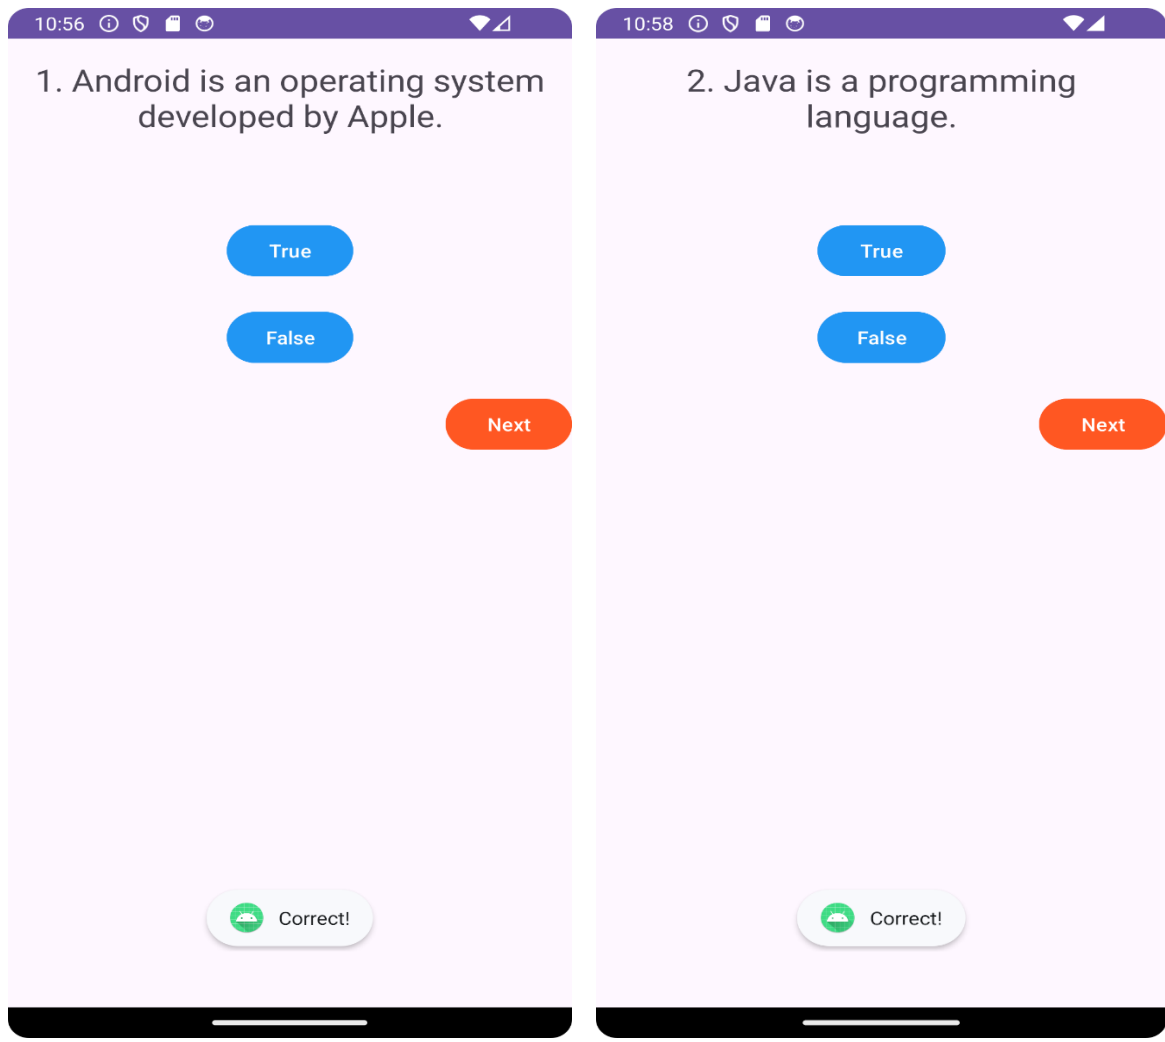 10:56
1. Android is an operating system
developed by Apple.
True
False
Next
Correct!
10:58
2. Java is a programming
language.
True
False
Next
Correct!